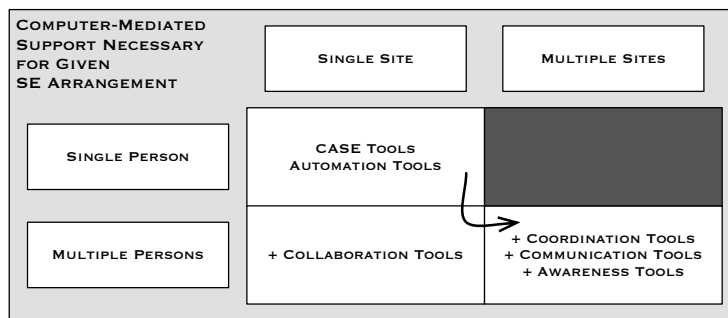 Computer-Mediated
Support Necessary
for Given
SE Arrangement
Single Site
Multiple Sites
Single Person
CASE Tools
Automation Tools
Multiple Persons
+ Collaboration Tools
+ Coordination Tools
+ Communication Tools
+ Awareness Tools